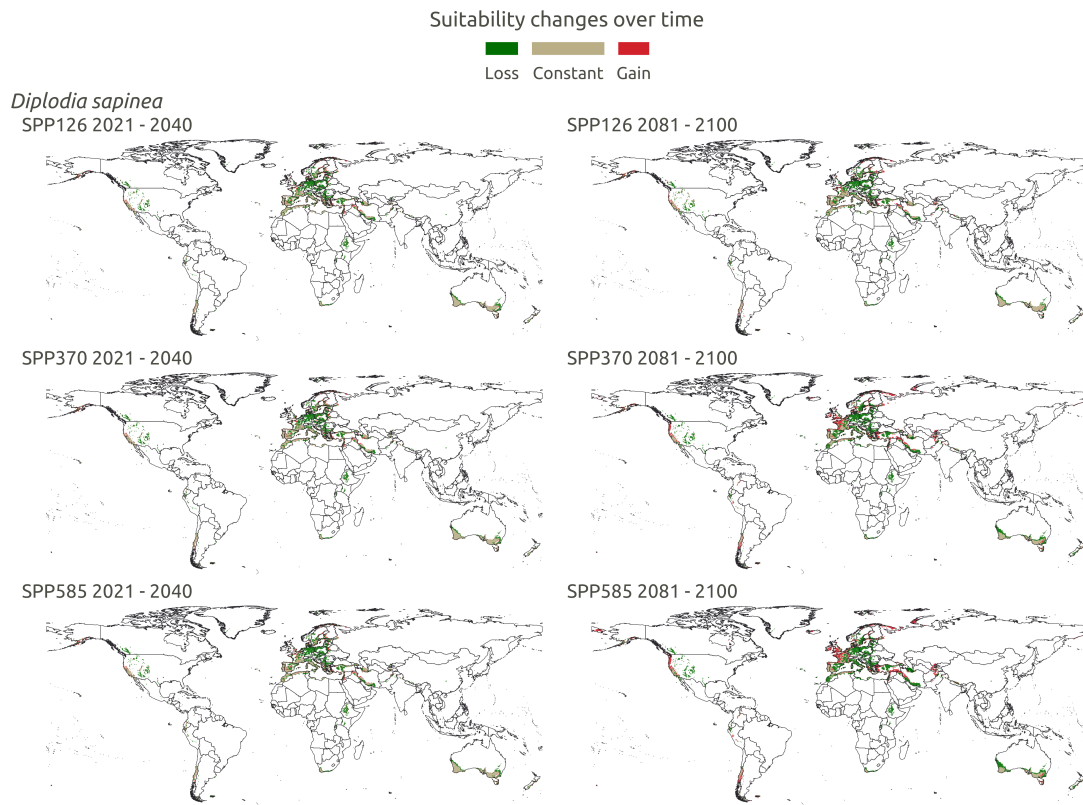 Suitability changes over time
Loss Constant Gain
Diplodia sapinea
SPP126 2021 - 2040
SPP126 2081 - 2100
SPP370 2021 - 2040
SPP370 2081 - 2100
SPP585 2021 - 2040
SPP585 2081 - 2100